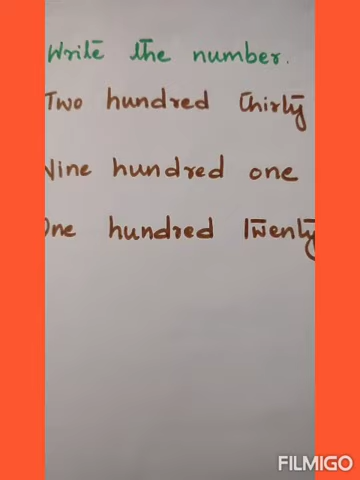 Write the number.
Two hundred thirty
Nine hundred one
One hundred twenty
FILMIGO